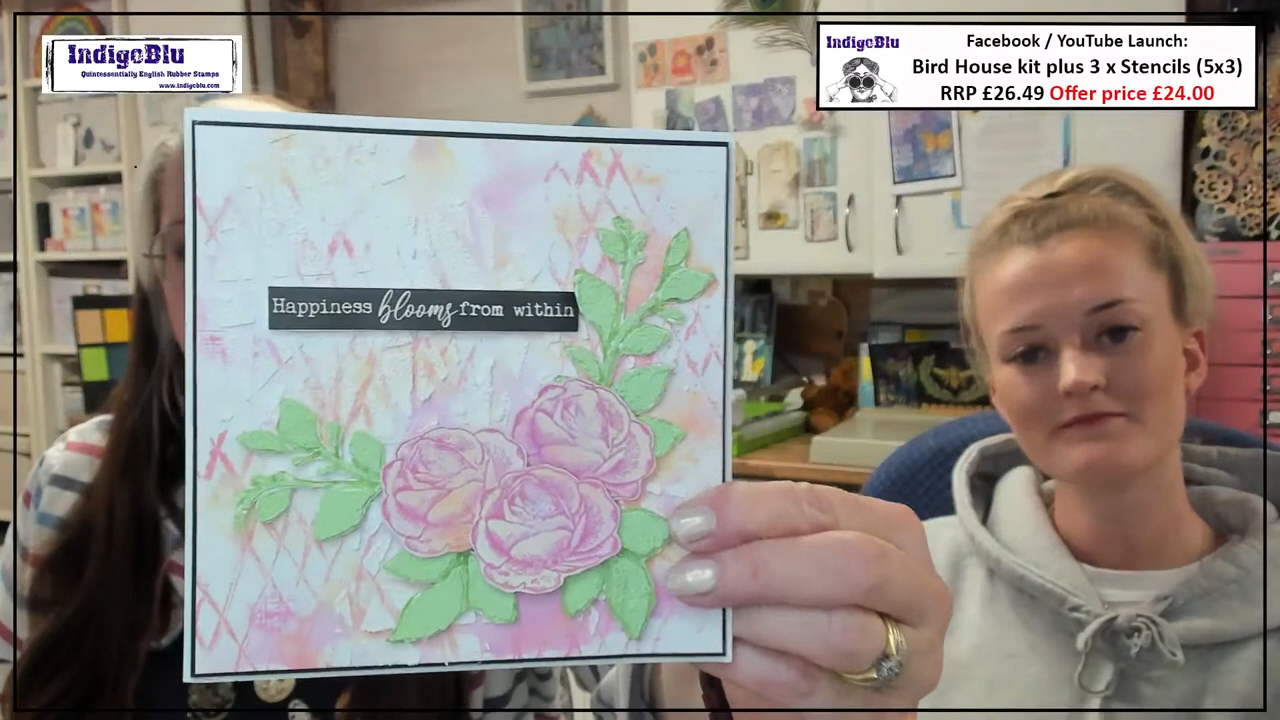 IndigoBlu
Quintessentially English Rubber Stamps
www.indigoblu.com
IndigoBlu
Facebook / YouTube Launch:
Bird House kit plus 3 x Stencils (5x3)
RRP £26.49 Offer price £24.00
Happiness blooms from within